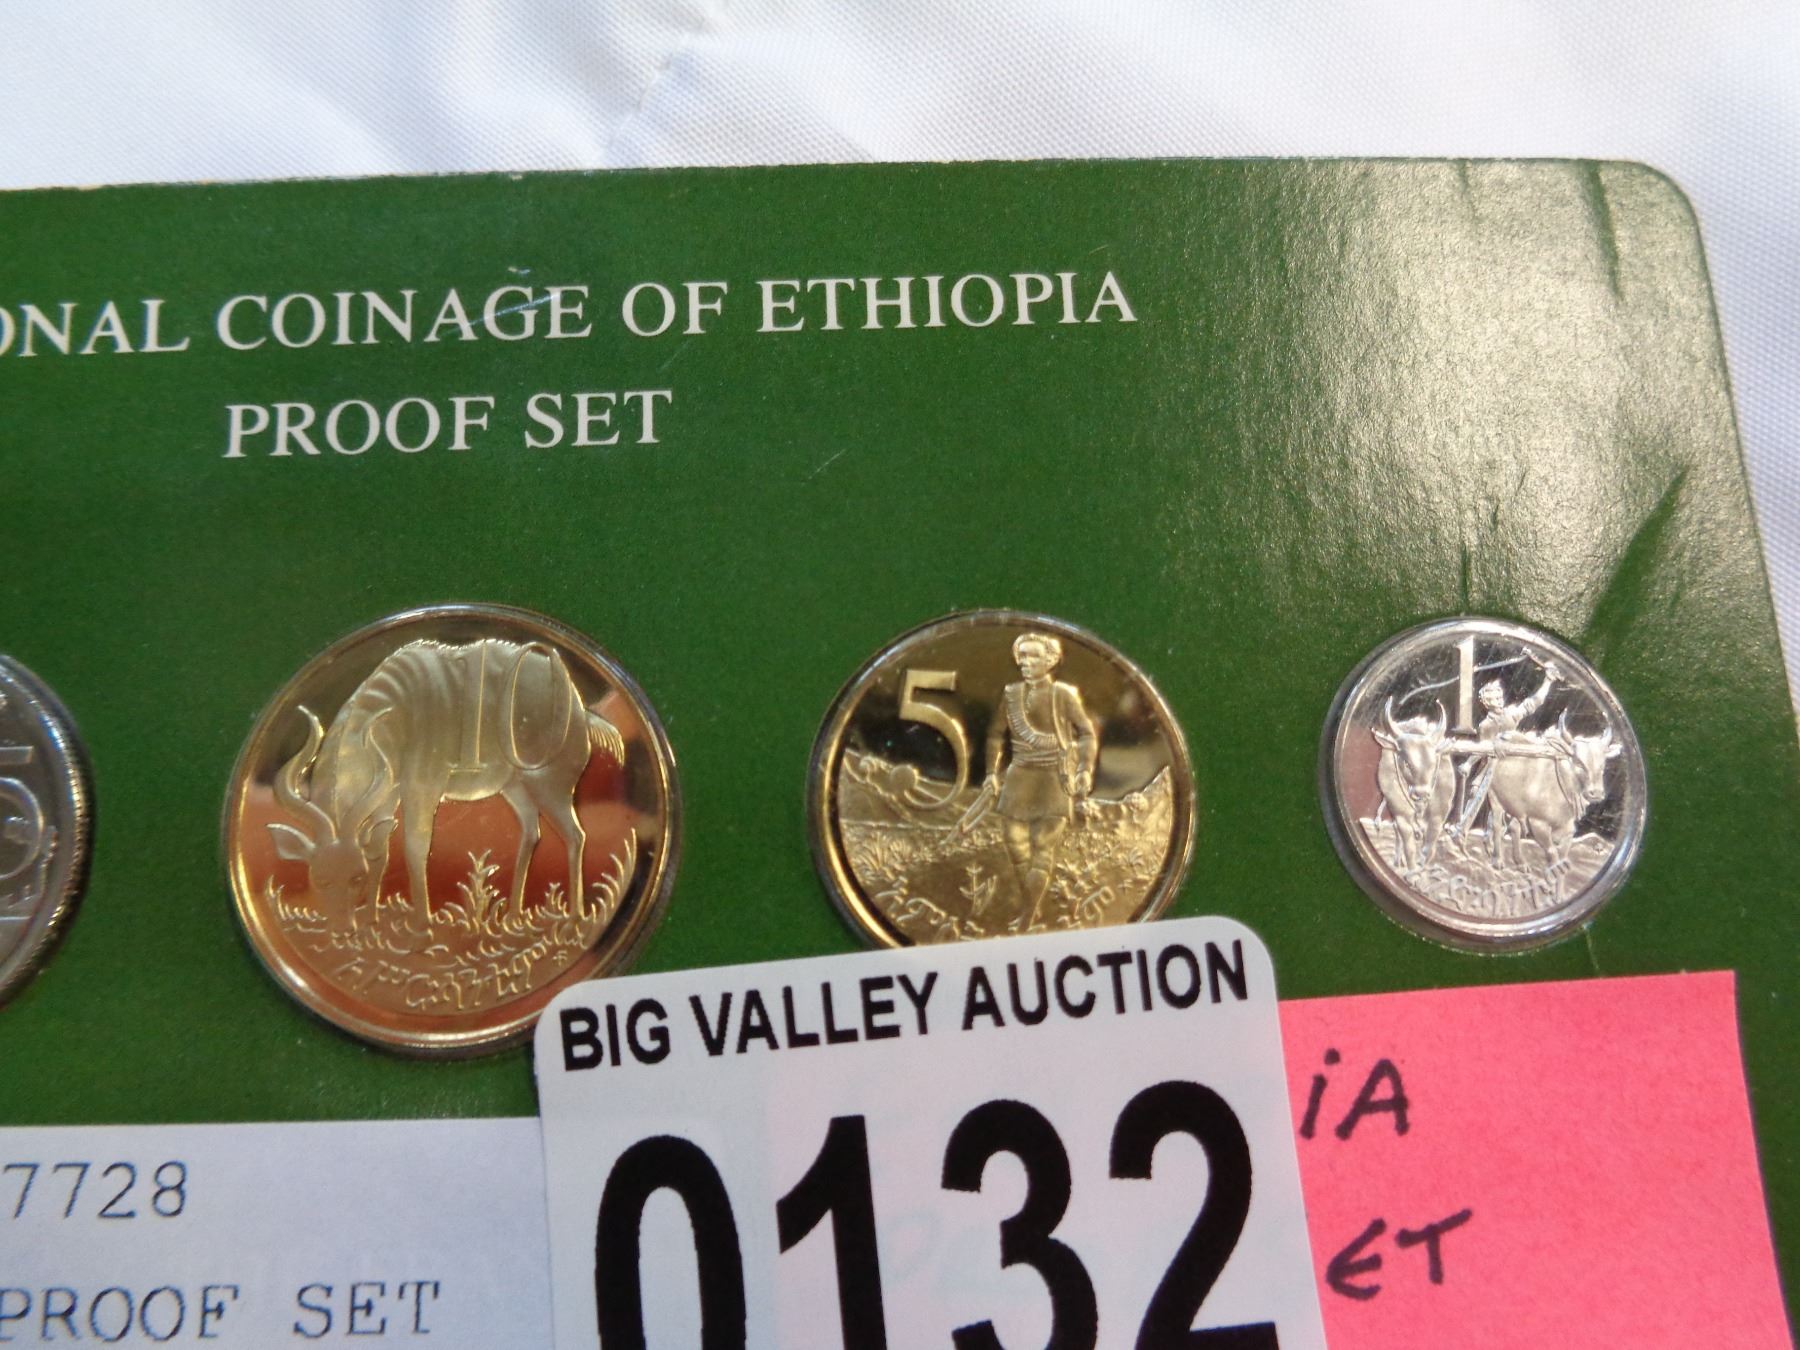 ONAL COINAGE OF ETHIOPIA
PROOF SET
10
5
1
BIG VALLEY AUCTION
0132
7728
PROOF SET
iA
ET